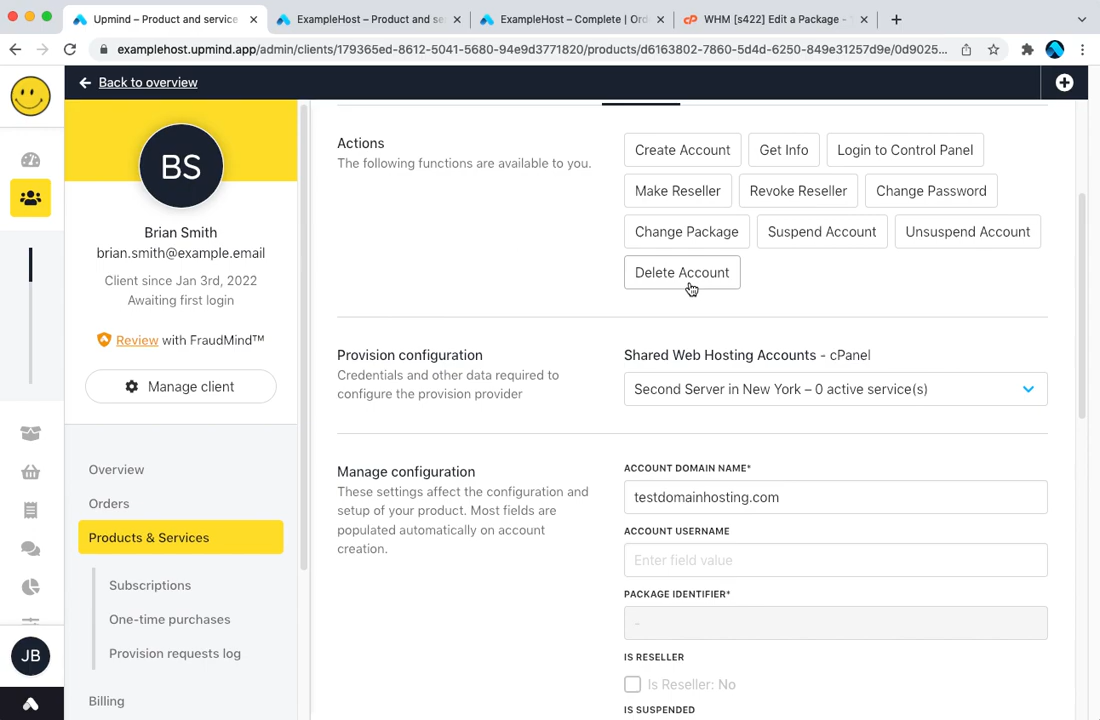 Upmind – Product and service
ExampleHost – Product and se
ExampleHost – Complete | Ord
WHM [s422] Edit a Package -
examplehost.upmind.app/admin/clients/179365ed-8612-5041-5680-94e9d3771820/products/d6163802-7860-5d4d-6250-849e31257d9e/0d9025...
Back to overview
BS
Brian Smith
brian.smith@example.email
Client since Jan 3rd, 2022
Awaiting first login
Review with FraudMind™
Manage client
Overview
Orders
Products & Services
Subscriptions
One-time purchases
Provision requests log
Billing
JB
Actions
The following functions are available to you.
Create Account Get Info Login to Control Panel
Make Reseller Revoke Reseller Change Password
Change Package Suspend Account Unsuspend Account
Delete Account
Provision configuration
Credentials and other data required to
configure the provision provider
Shared Web Hosting Accounts - cPanel
Second Server in New York – 0 active service(s)
Manage configuration
These settings affect the configuration and
setup of your product. Most fields are
populated automatically on account
creation.
ACCOUNT DOMAIN NAME*
testdomainhosting.com
ACCOUNT USERNAME
Enter field value
PACKAGE IDENTIFIER*
-
IS RESELLER
Is Reseller: No
IS SUSPENDED